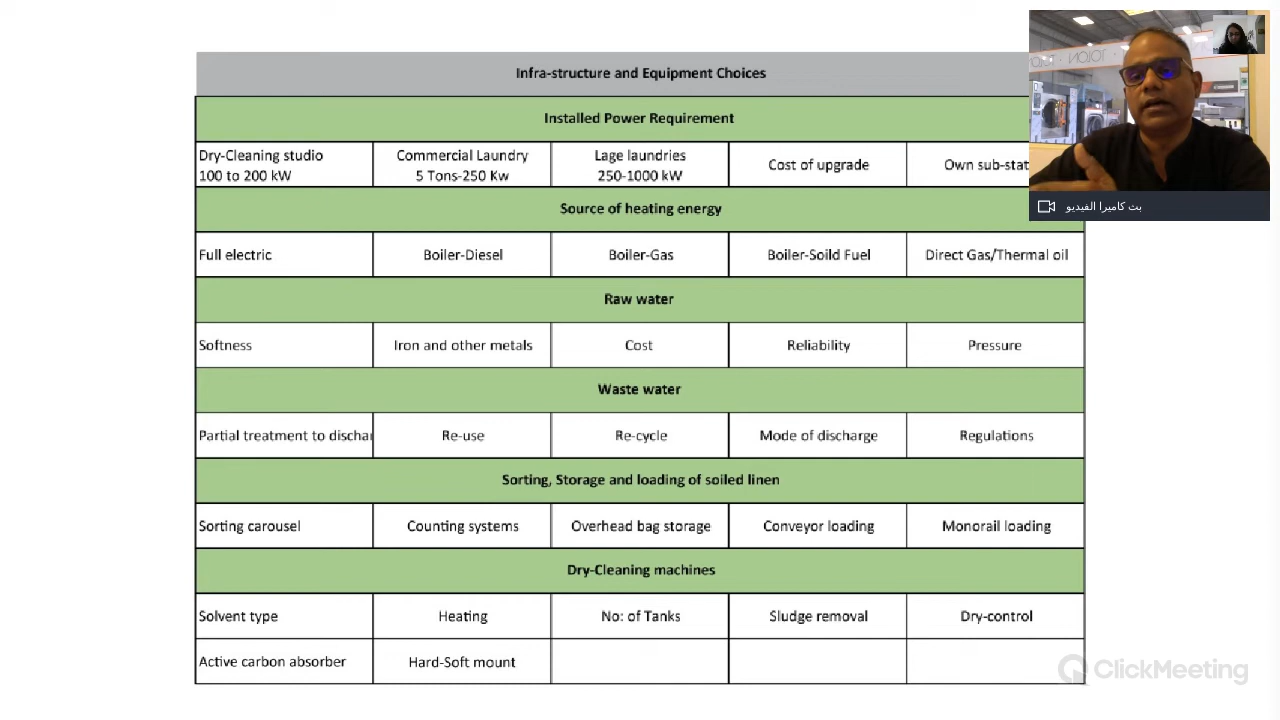 Infra-structure and Equipment Choices
Installed Power Requirement
Dry-Cleaning studio
100 to 200 kW
Commercial Laundry
5 Tons-250 Kw
Lage laundries
250-1000 kW
Cost of upgrade
Own sub-stat
Source of heating energy
Full electric
Boiler-Diesel
Boiler-Gas
Boiler-Soild Fuel
Direct Gas/Thermal oil
Raw water
Softness
Iron and other metals
Cost
Reliability
Pressure
Waste water
Partial treatment to dischar
Re-use
Re-cycle
Mode of discharge
Regulations
Sorting, Storage and loading of soiled linen
Sorting carousel
Counting systems
Overhead bag storage
Conveyor loading
Monorail loading
Dry-Cleaning machines
Solvent type
Heating
No: of Tanks
Sludge removal
Dry-control
Active carbon absorber
Hard-Soft mount
بث كاميرا الفيديو
ClickMeeting